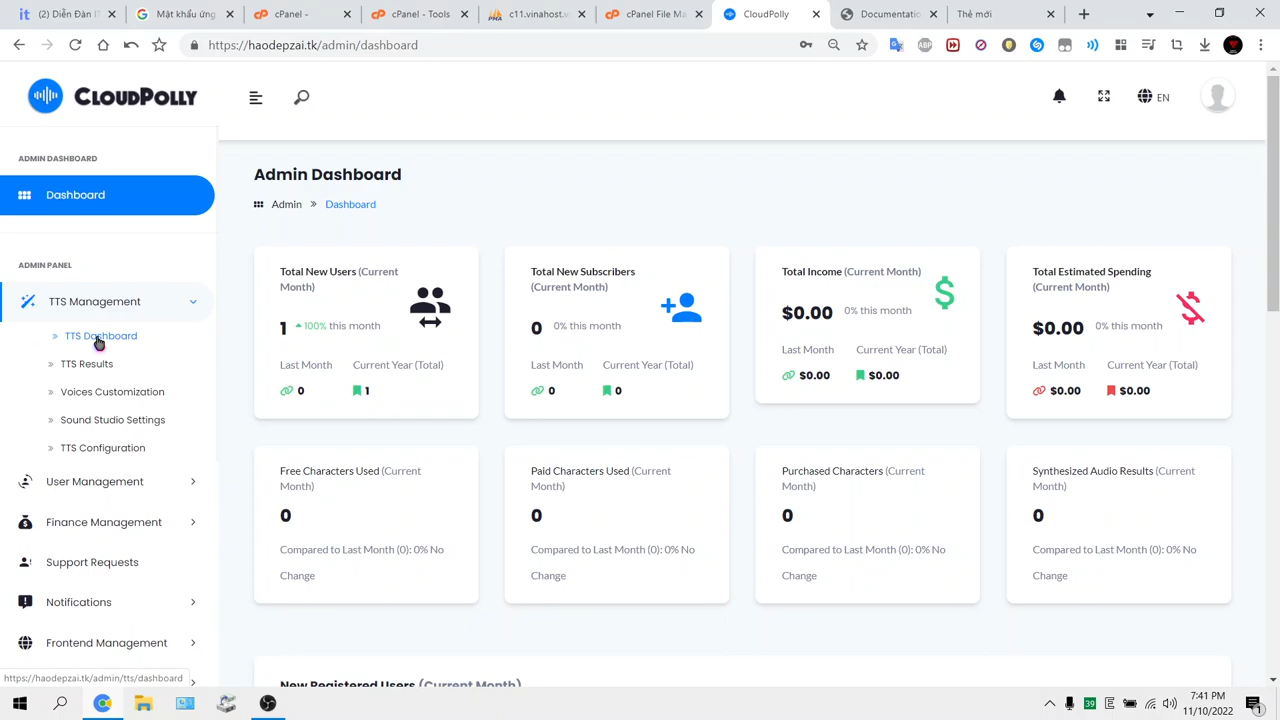 (2) Diễn Đàn I
Mật khẩu ứng
cPanel -
cPanel - Tools
c11.vinahost.v
cPanel File Ma
CloudPolly
Documentatio
Thẻ mới
https://haodepzai.tk/admin/dashboard
CLOUDPOLLY
EN
ADMIN DASHBOARD
Dashboard
ADMIN PANEL
TTS Management
TTS Dashboard
TTS Results
Voices Customization
Sound Studio Settings
TTS Configuration
User Management
Finance Management
Support Requests
Notifications
Frontend Management
https://haodepzai.tk/admin/tts/dashboard
Admin Dashboard
Admin » Dashboard
Total New Users (Current
Month)
1 100% this month
Last Month Current Year (Total)
0 1
Total New Subscribers
(Current Month)
0 0% this month
Last Month Current Year (Total)
0 0
Total Income (Current Month)
$0.00 0% this month
Last Month Current Year (Total)
$0.00 $0.00
Total Estimated Spending
(Current Month)
$0.00 0% this month
Last Month Current Year (Total)
$0.00 $0.00
Free Characters Used (Current
Month)
0
Compared to Last Month (0): 0% No
Change
Paid Characters Used (Current
Month)
0
Compared to Last Month (0): 0% No
Change
Purchased Characters (Current
Month)
0
Compared to Last Month (0): 0% No
Change
Synthesized Audio Results (Current
Month)
0
Compared to Last Month (0): 0% No
Change
New Registered Users (Current Month)
39
7:41 PM
11/10/2022
1